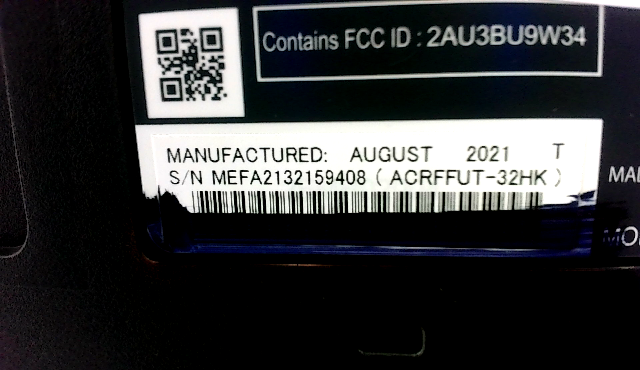 Contains FCC ID : 2AU3BU9W34
MANUFACTURED: AUGUST 2021 T
S/N MEFA2132159408 ( ACRFFUT-32HK )